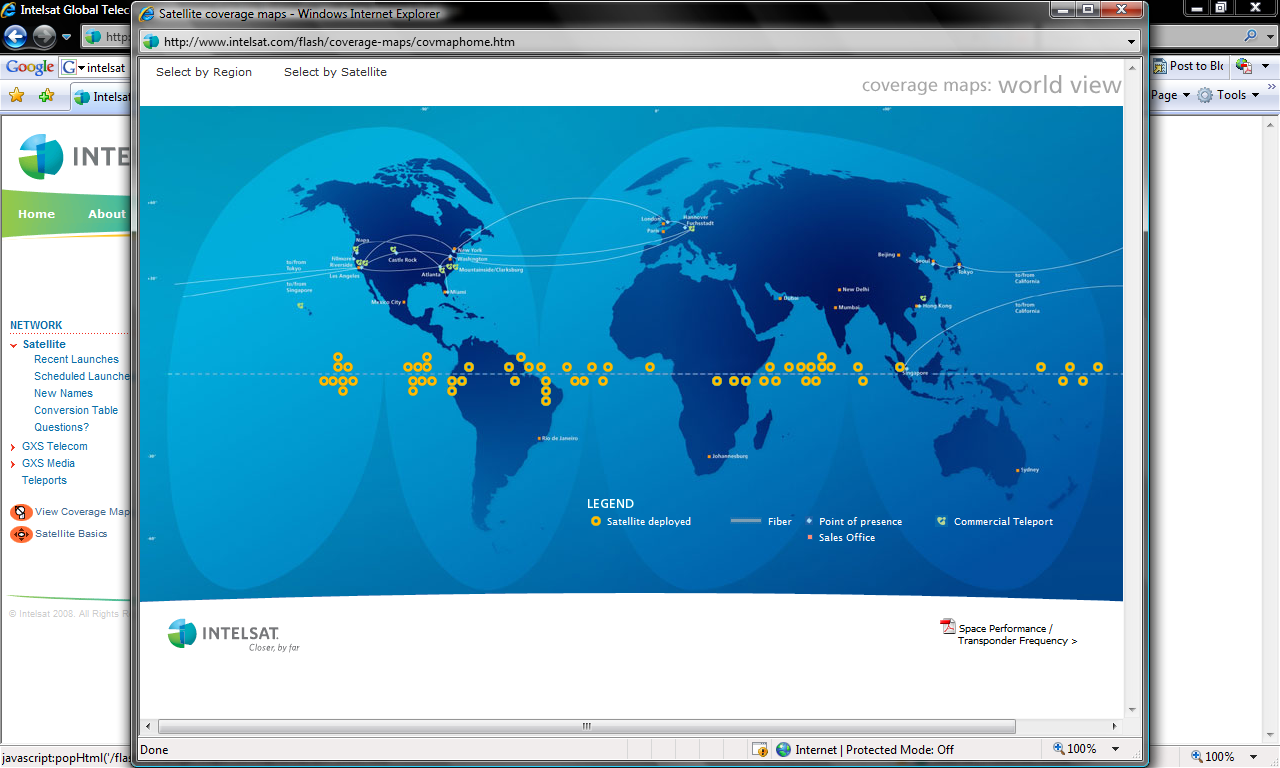 Intelsat Global Telec
Satellite coverage maps - Windows Internet Explorer
http:
http://www.intelsat.com/flash/coverage-maps/covmaphome.htm
Google
G
intelsat
Post to Blc
Intelsat
Page
Tools
Select by Region
Select by Satellite
coverage maps: world view
INTE
Home
About
NETWORK
Satellite
Recent Launches
Scheduled Launche
New Names
Conversion Table
Questions?
GXS Telecom
GXS Media
Teleports
View Coverage Map
Satellite Basics
© Intelsat 2008. All Rights R
Napa
Fillmore
Riverside
Los Angeles
Castle Rock
New York
Washington
Mountainside/Clarksburg
Atlanta
Miami
Mexico City
to/from
Tokyo
to/from
Singapore
London
Paris
Hannover
Fuchsstadt
Beijing
Seoul
Tokyo
to/from
California
to/from
California
Dubai
New Delhi
Mumbai
Hong Kong
Singapore
Rio de Janeiro
Johannesburg
Sydney
LEGEND
Satellite deployed
Fiber
Point of presence
Commercial Teleport
Sales Office
INTELSAT.
Closer, by far
Space Performance /
Transponder Frequency >
Done
Internet | Protected Mode: Off
100%
javascript:popHtml('/flas
100%